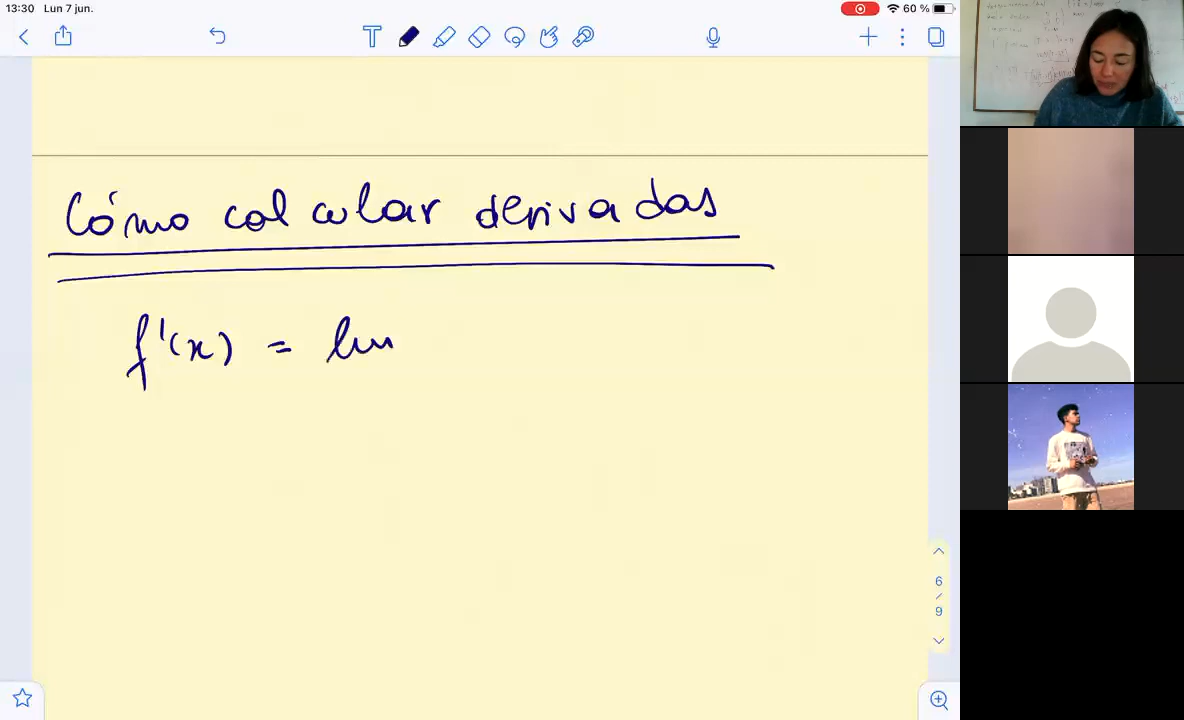 13:30 Lun 7 jun.
60 %
T
Cómo calcular derivadas
f'(x) = lim
6
/
9